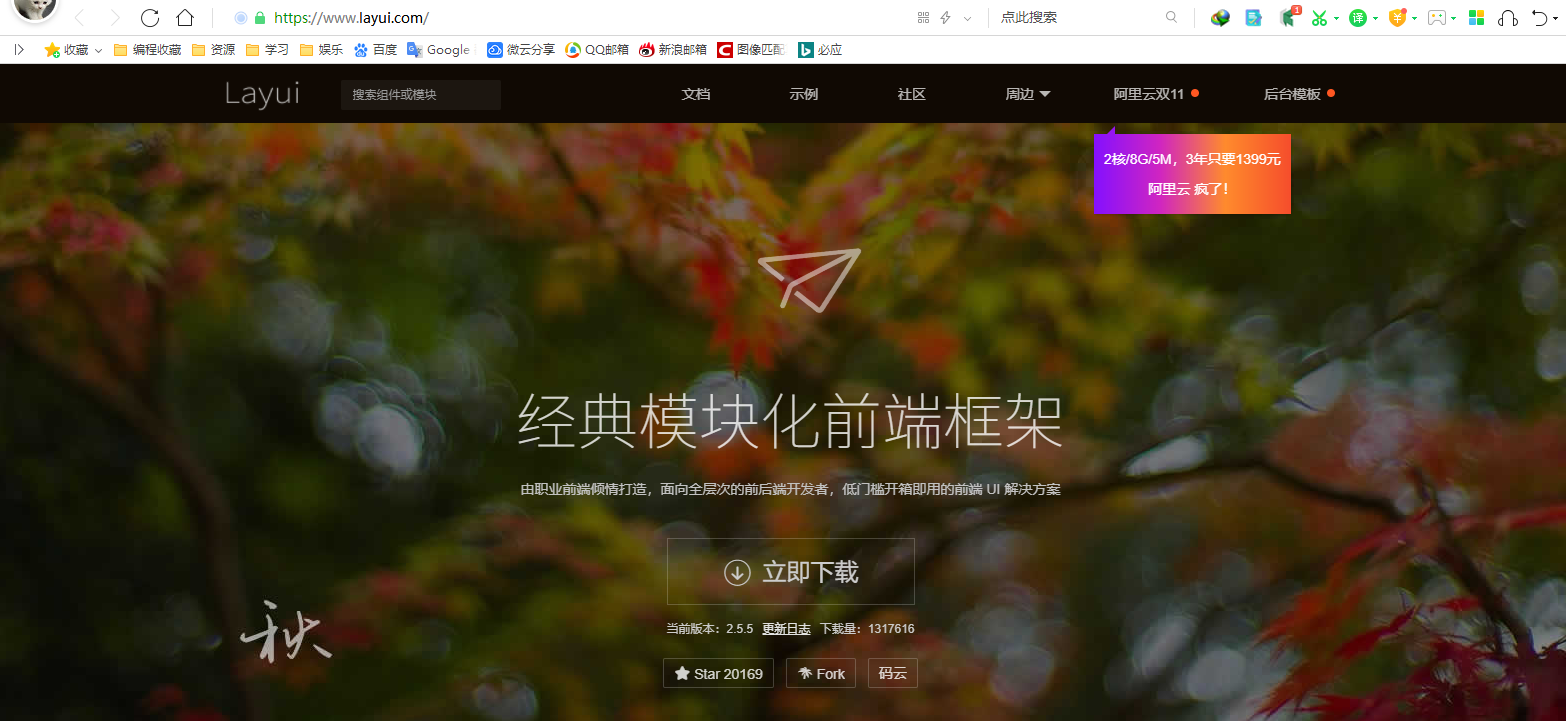 https://www.layui.com/
点此搜索
1
译
收藏 编程收藏 资源 学习 娱乐 百度 Google 微云分享 QQ邮箱 新浪邮箱 图像匹配 必应
Layui 搜索组件或模块 文档 示例 社区 周边 阿里云双11 后台模板
2核/8G/5M，3年只要1399元
阿里云 疯了！
经典模块化前端框架
由职业前端倾情打造，面向全层次的前后端开发者，低门槛开箱即用的前端 UI 解决方案
立即下载
当前版本：2.5.5 更新日志 下载量：1317616
秋
Star 20169 Fork 码云